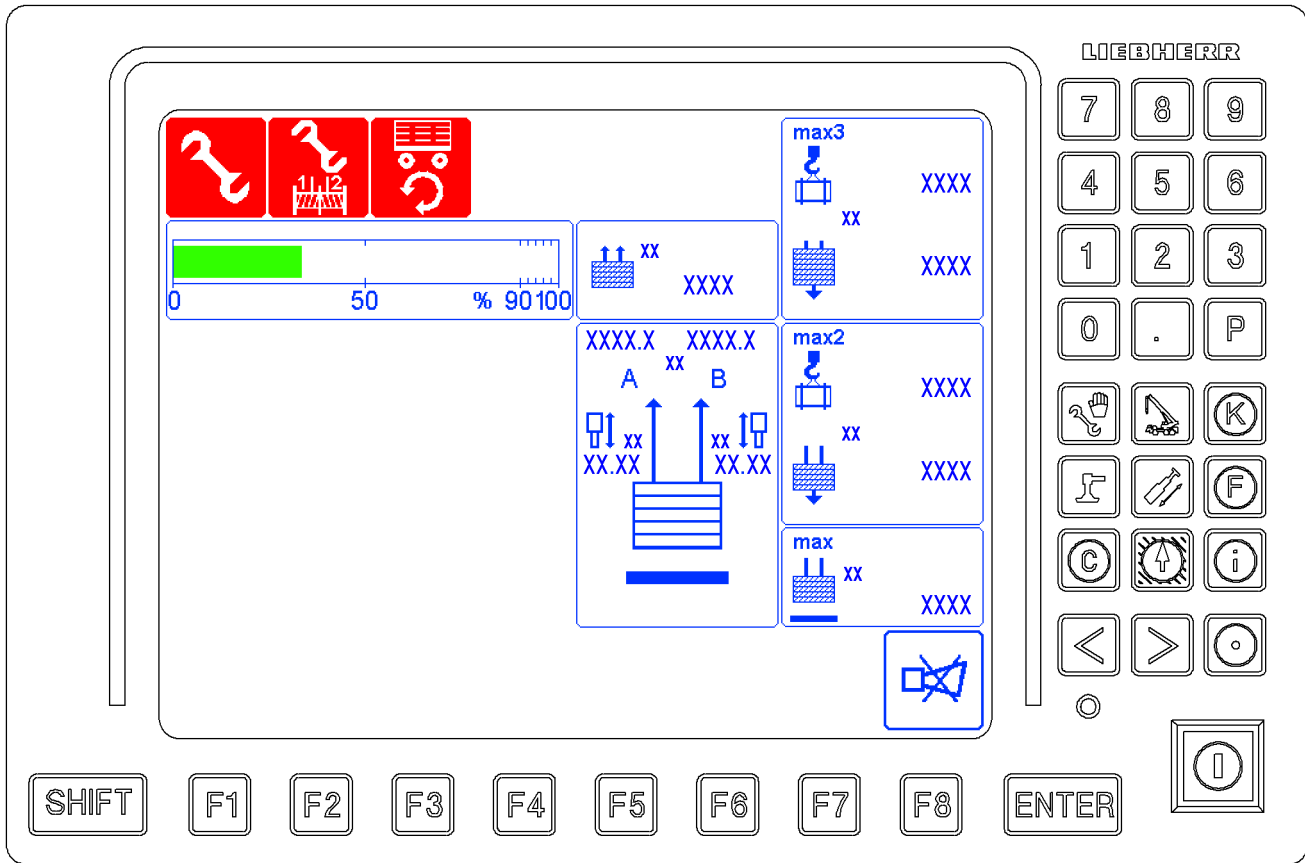 LIEBHERR
1 2
0 50 % 90 100
xx
XXXX
XXXX.X XXXX.X
xx
A B
xx xx
XX.XX XX.XX
max3
XXXX
xx
XXXX
max2
XXXX
xx
XXXX
max
xx
XXXX
7 8 9
4 5 6
1 2 3
0 . P
K
F
C i
< >
SHIFT F1 F2 F3 F4 F5 F6 F7 F8 ENTER
I